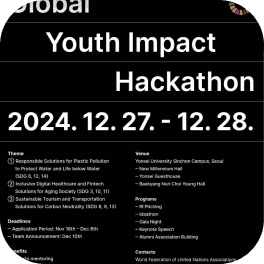 Global
Youth Impact
Hackathon
2024. 12. 27. - 12. 28.
Theme
① Responsible Solutions for Plastic Pollution
to Protect Water and Life below Water
(SDG 6, 12, 14)
② Inclusive Digital Healthcare and Fintech
Solutions for Aging Society (SDG 3, 10, 11)
③ Sustainable Tourism and Transportation
Solutions for Carbon Neutrality (SDG 8, 9, 13)
Deadlines
– Application Period: Nov 18th – Dec 8th
– Team Announcement: Dec 10th
Venue
Yonsei University Sinchon Campus, Seoul
– New Millennium Hall
– Yonsei Guesthouse
– Baekyang Nuri Choi Young Hall
Programs
– IR Pitching
– Ideathon
– Gala Night
– Keynote Speech
– Alumni Association Building
Contacts
World Federation of United Nations Associations